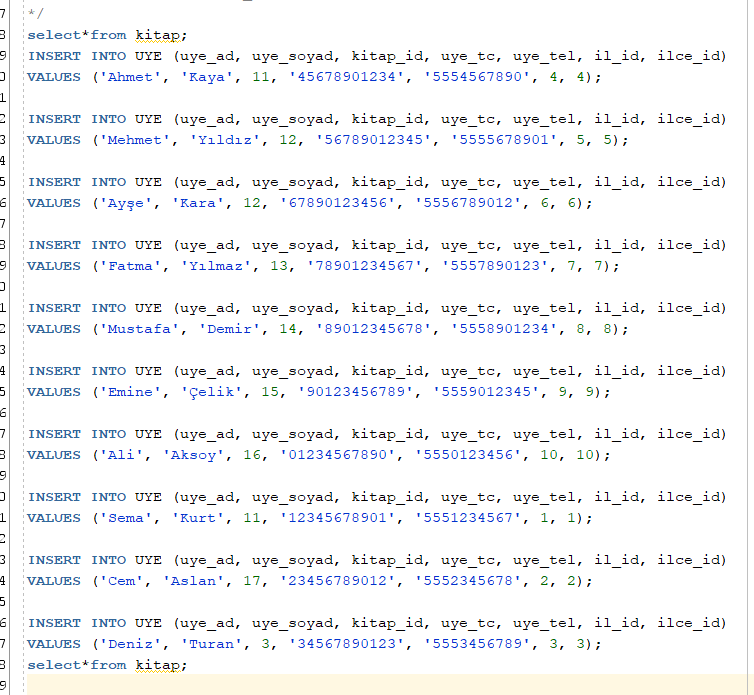 */
select*from kitap;
INSERT INTO UYE (uye_ad, uye_soyad, kitap_id, uye_tc, uye_tel, il_id, ilce_id)
VALUES ('Ahmet', 'Kaya', 11, '45678901234', '5554567890', 4, 4);
INSERT INTO UYE (uye_ad, uye_soyad, kitap_id, uye_tc, uye_tel, il_id, ilce_id)
VALUES ('Mehmet', 'Yıldız', 12, '56789012345', '5555678901', 5, 5);
INSERT INTO UYE (uye_ad, uye_soyad, kitap_id, uye_tc, uye_tel, il_id, ilce_id)
VALUES ('Ayşe', 'Kara', 12, '67890123456', '5556789012', 6, 6);
INSERT INTO UYE (uye_ad, uye_soyad, kitap_id, uye_tc, uye_tel, il_id, ilce_id)
VALUES ('Fatma', 'Yılmaz', 13, '78901234567', '5557890123', 7, 7);
INSERT INTO UYE (uye_ad, uye_soyad, kitap_id, uye_tc, uye_tel, il_id, ilce_id)
VALUES ('Mustafa', 'Demir', 14, '89012345678', '5558901234', 8, 8);
INSERT INTO UYE (uye_ad, uye_soyad, kitap_id, uye_tc, uye_tel, il_id, ilce_id)
VALUES ('Emine', 'Çelik', 15, '90123456789', '5559012345', 9, 9);
INSERT INTO UYE (uye_ad, uye_soyad, kitap_id, uye_tc, uye_tel, il_id, ilce_id)
VALUES ('Ali', 'Aksoy', 16, '01234567890', '5550123456', 10, 10);
INSERT INTO UYE (uye_ad, uye_soyad, kitap_id, uye_tc, uye_tel, il_id, ilce_id)
VALUES ('Sema', 'Kurt', 11, '12345678901', '5551234567', 1, 1);
INSERT INTO UYE (uye_ad, uye_soyad, kitap_id, uye_tc, uye_tel, il_id, ilce_id)
VALUES ('Cem', 'Aslan', 17, '23456789012', '5552345678', 2, 2);
INSERT INTO UYE (uye_ad, uye_soyad, kitap_id, uye_tc, uye_tel, il_id, ilce_id)
VALUES ('Deniz', 'Turan', 3, '34567890123', '5553456789', 3, 3);
select*from kitap;